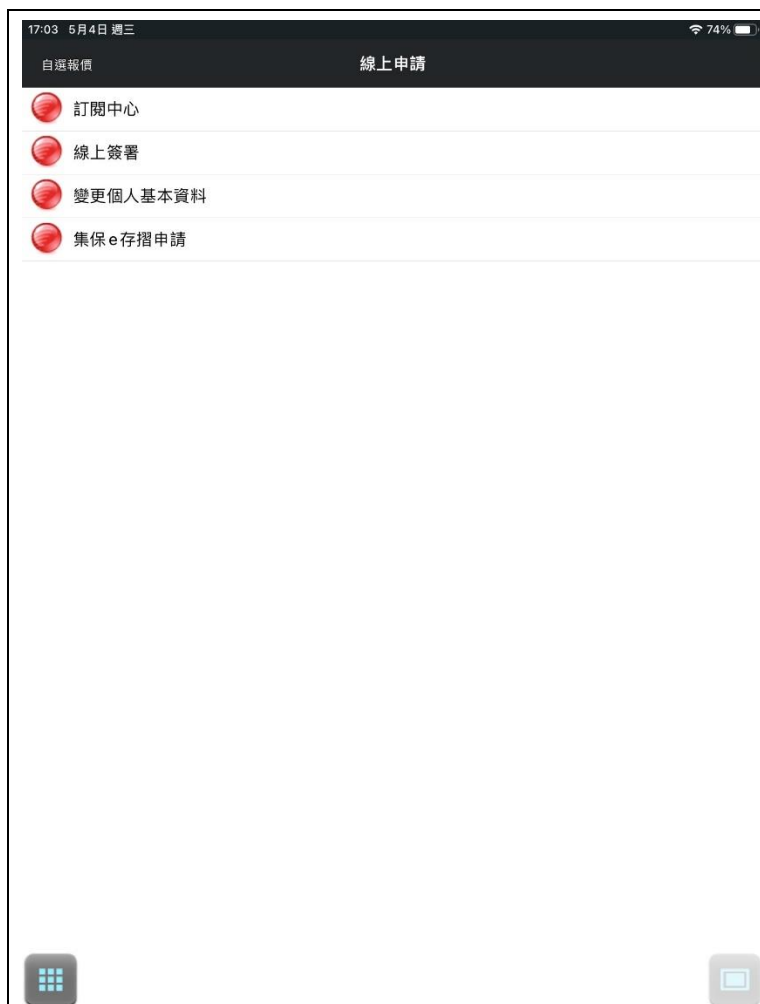 17:03 5月4日 週三 74%
自選報價 線上申請
訂閱中心
線上簽署
變更個人基本資料
集保e存摺申請